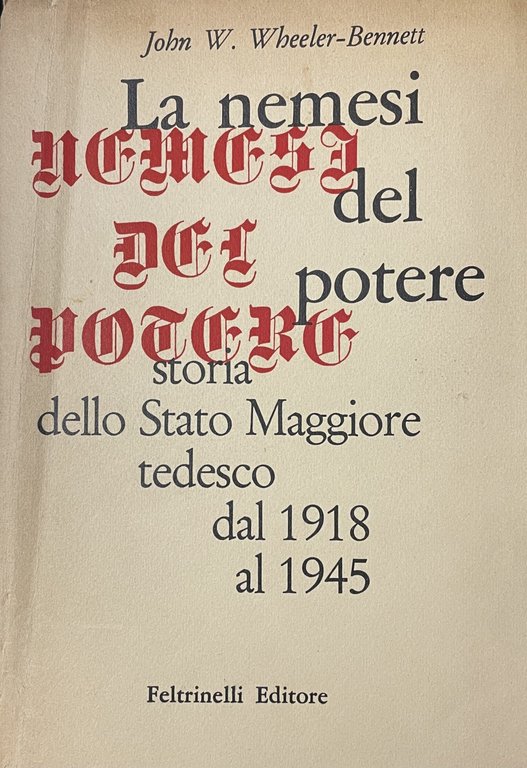 John W. Wheeler-Bennett
La nemesi
NEMESI
del
DEL
potere
POTERE
storia
dello Stato Maggiore
tedesco
dal 1918
al 1945
Feltrinelli Editore